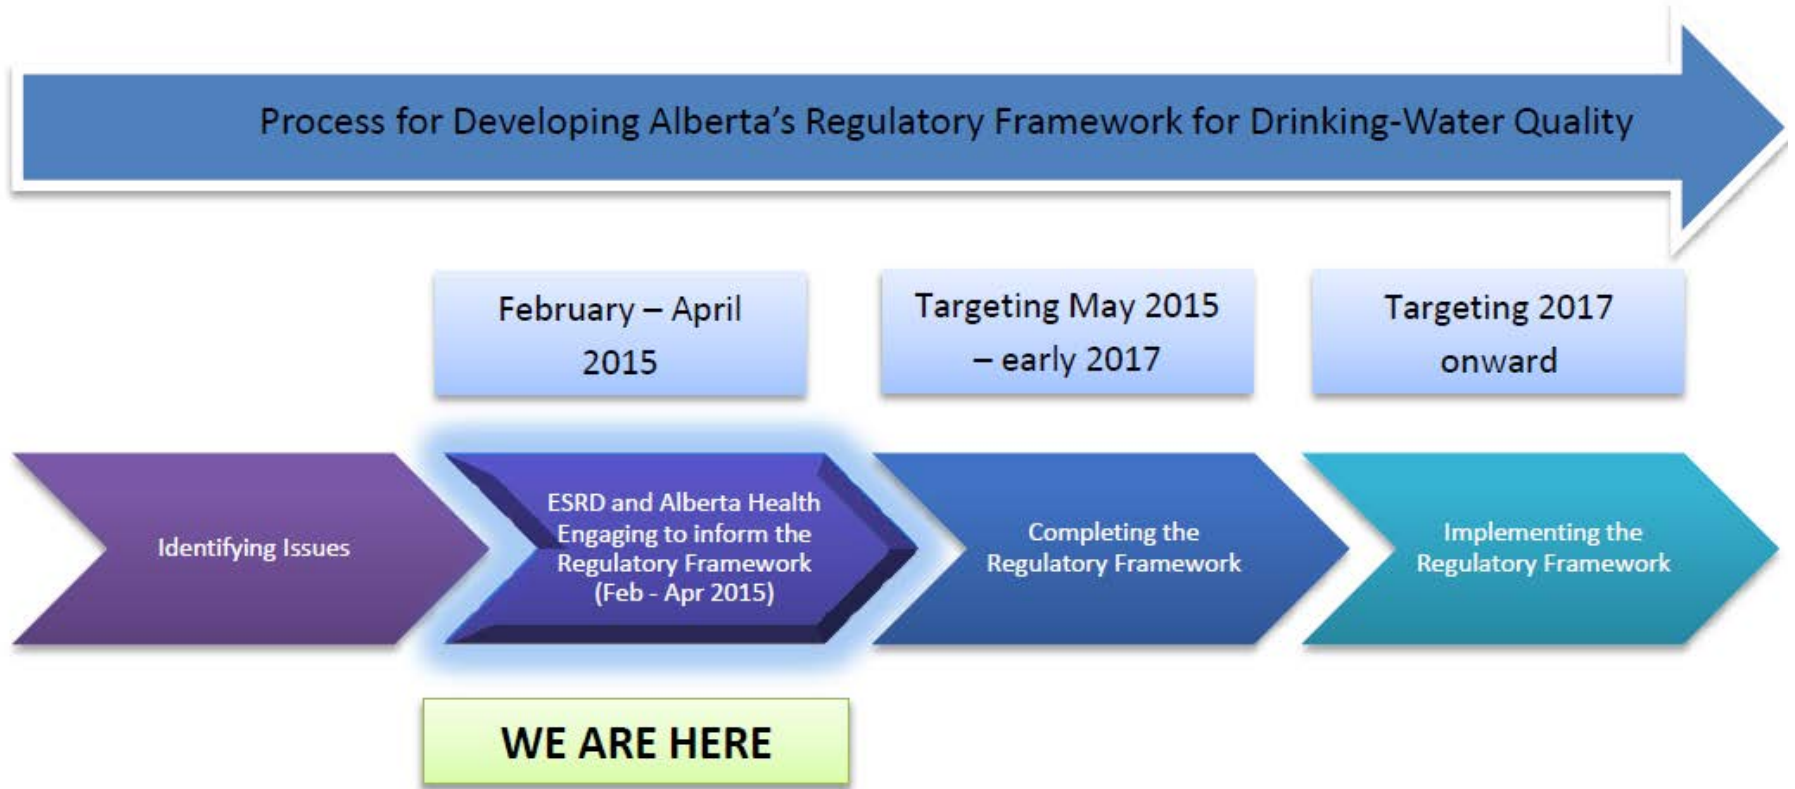 Process for Developing Alberta’s Regulatory Framework for Drinking-Water Quality
February – April
2015
Targeting May 2015
– early 2017
Targeting 2017
onward
Identifying Issues
ESRD and Alberta Health
Engaging to inform the
Regulatory Framework
(Feb - Apr 2015)
Completing the
Regulatory Framework
Implementing the
Regulatory Framework
WE ARE HERE